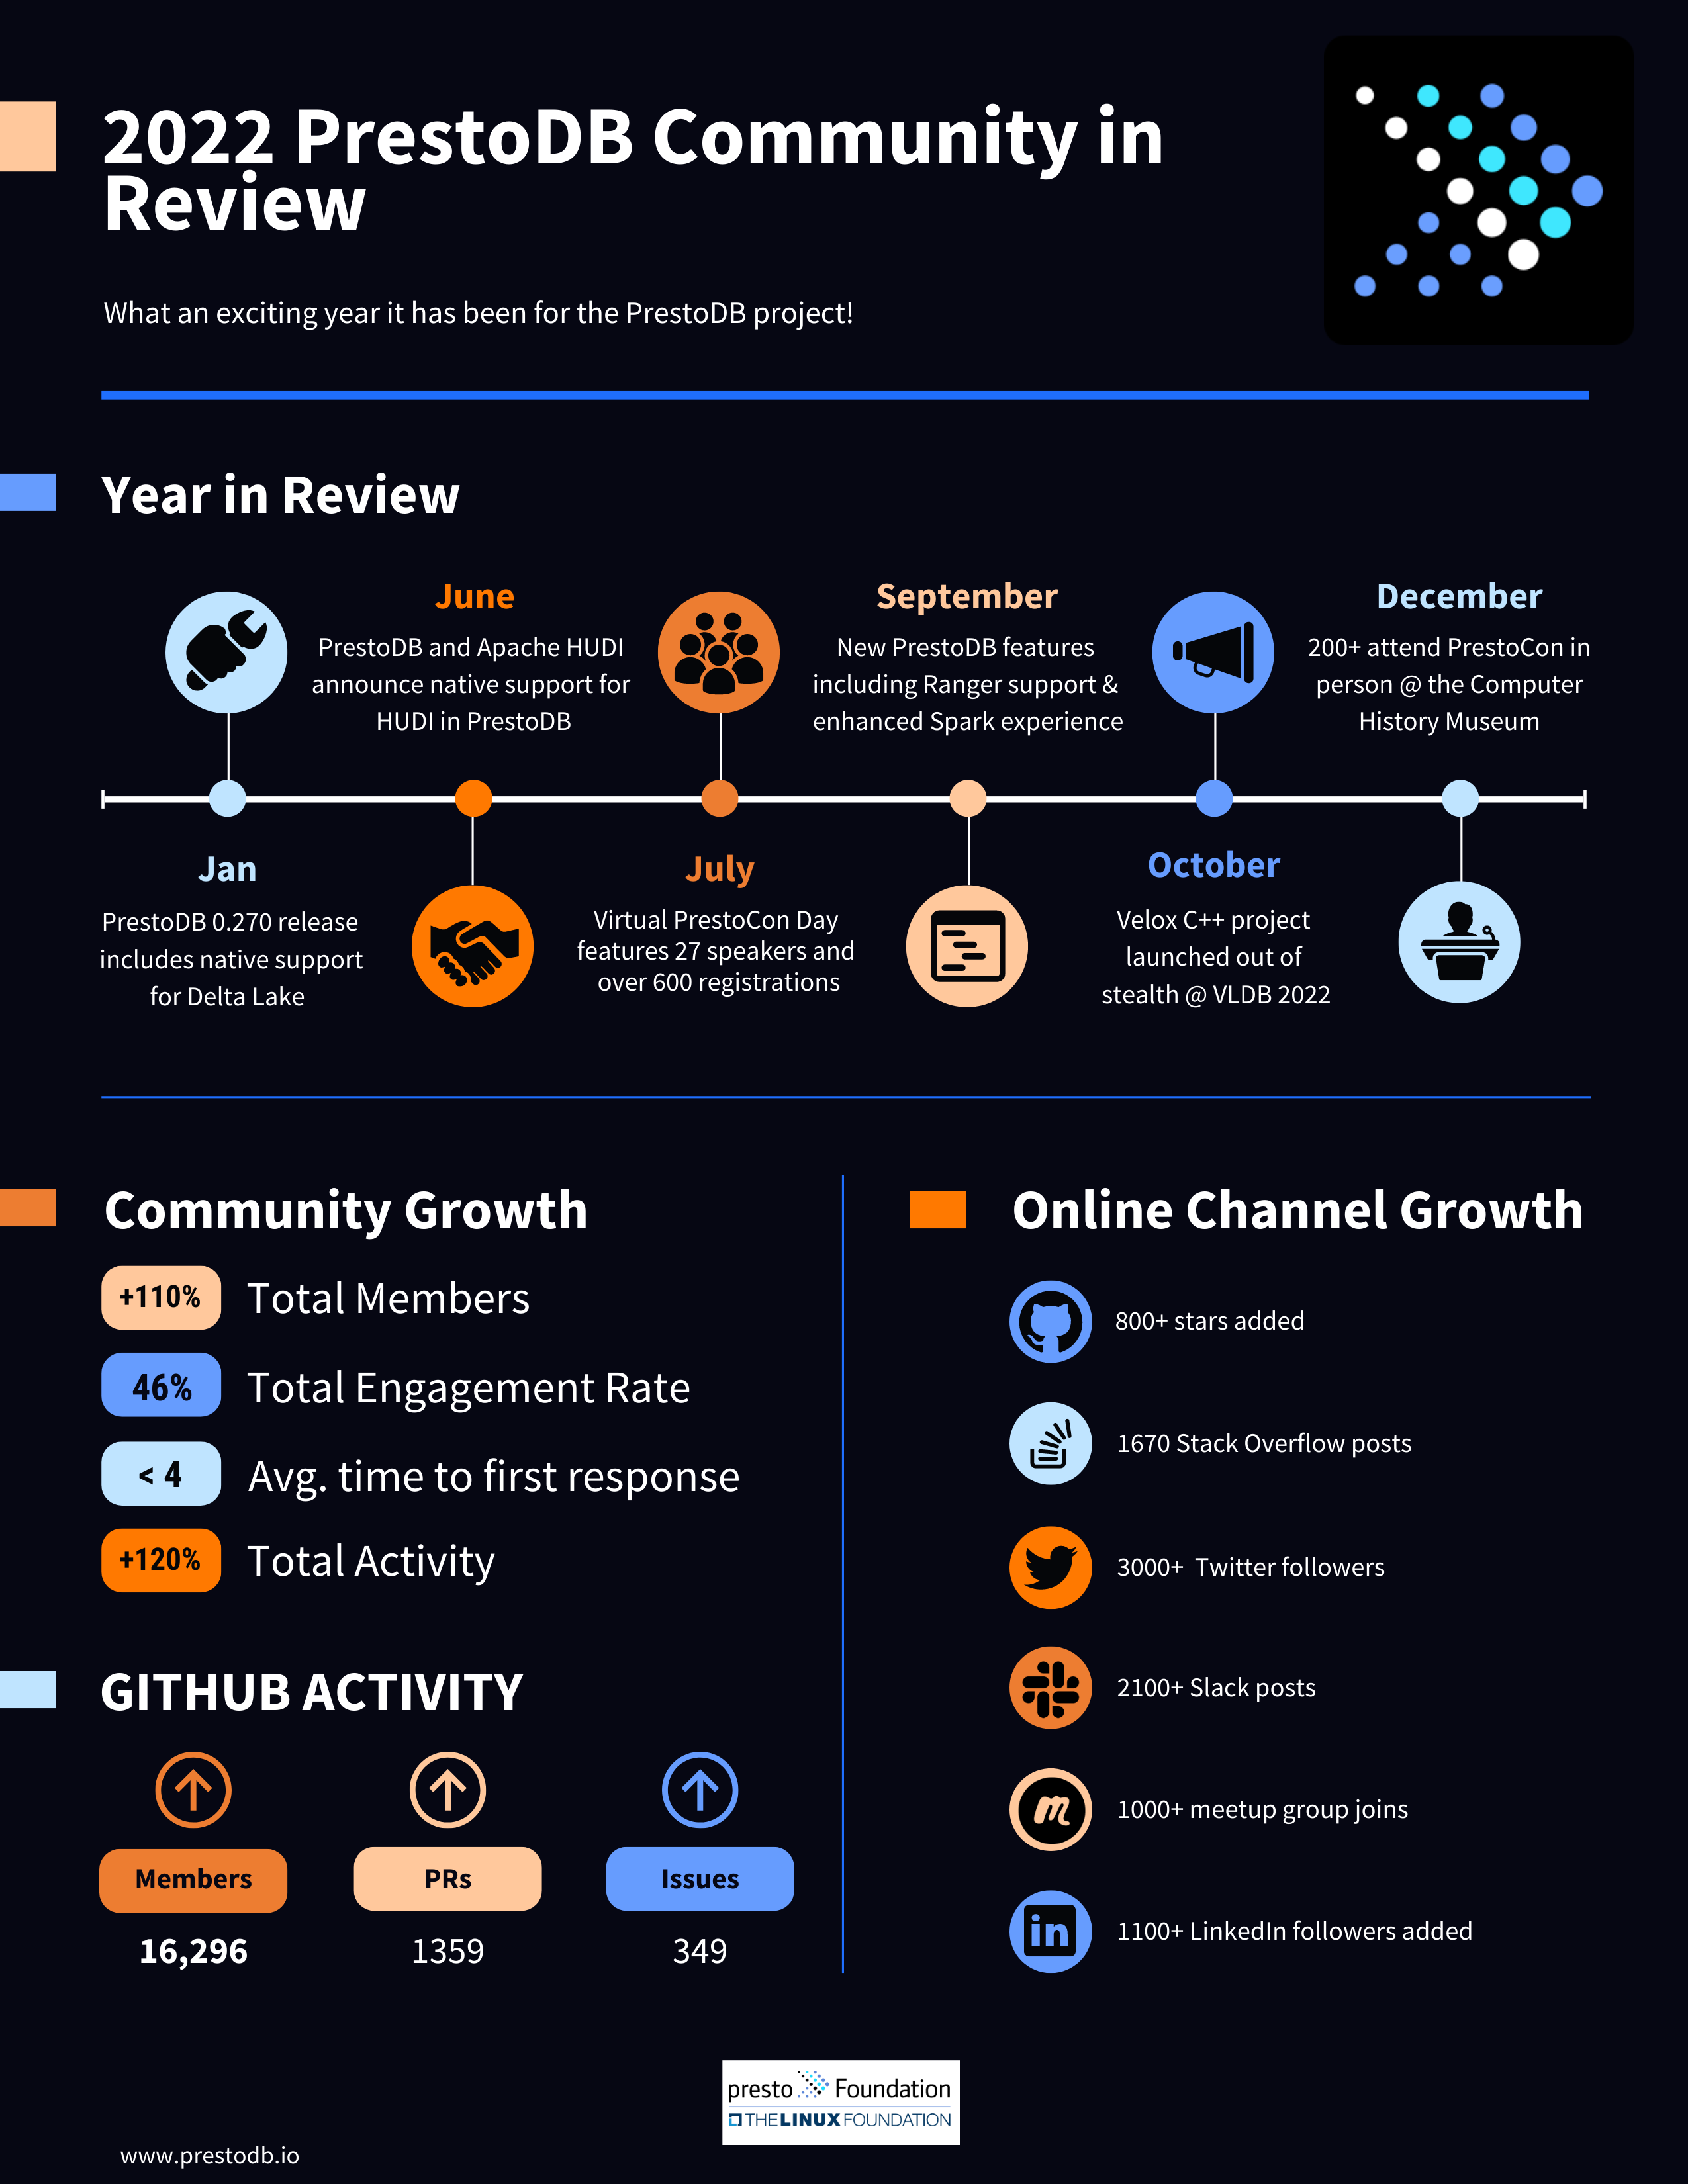 2022 PrestoDB Community in
Review
What an exciting year it has been for the PrestoDB project!
Year in Review
Jan
PrestoDB 0.270 release
includes native support
for Delta Lake
June
PrestoDB and Apache HUDI
announce native support for
HUDI in PrestoDB
July
Virtual PrestoCon Day
features 27 speakers and
over 600 registrations
September
New PrestoDB features
including Ranger support &
enhanced Spark experience
October
Velox C++ project
launched out of
stealth @ VLDB 2022
December
200+ attend PrestoCon in
person @ the Computer
History Museum
Community Growth
+110% Total Members
46% Total Engagement Rate
< 4 Avg. time to first response
+120% Total Activity
GITHUB ACTIVITY
Members
16,296
PRs
1359
Issues
349
Online Channel Growth
800+ stars added
1670 Stack Overflow posts
3000+ Twitter followers
2100+ Slack posts
m
1000+ meetup group joins
in
1100+ LinkedIn followers added
presto Foundation
THE LINUX FOUNDATION
www.prestodb.io